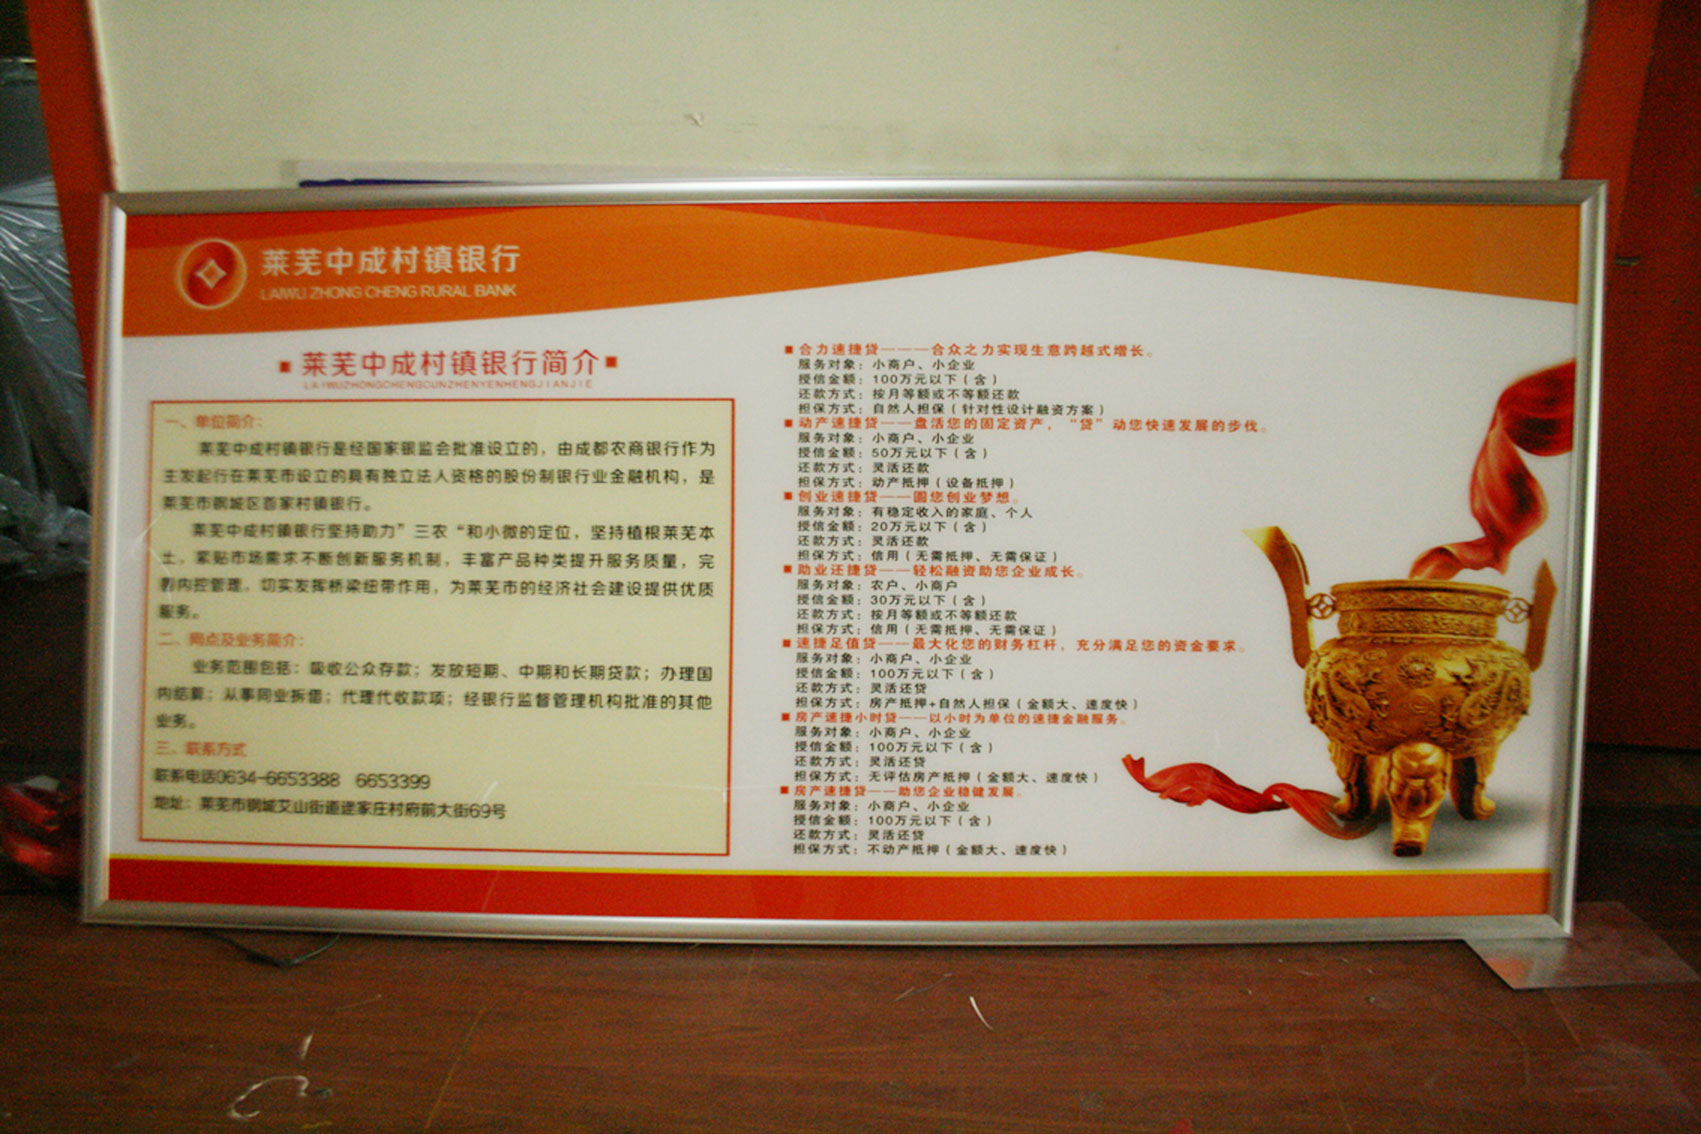 莱芜中成村镇银行
LAIWU ZHONG CHENG RURAL BANK
莱芜中成村镇银行简介
LAIWUZHONGCHENGCUNZHENYENHENGJIANJIE
一、单位简介:
莱芜中成村镇银行是经国家银监会批准设立的，由成都农商银行作为
主发起行在莱芜市设立的具有独立法人资格的股份制银行业金融机构，是
莱芜市钢城区首家村镇银行。
莱芜中成村镇银行坚持助力”三农“和小微的定位，坚持植根莱芜本
土，紧贴市场需求不断创新服务机制，丰富产品种类提升服务质量，完
善内控管理，切实发挥桥梁纽带作用，为莱芜市的经济社会建设提供优质
服务。
二、网点及业务简介:
业务范围包括：吸收公众存款；发放短期、中期和长期贷款；办理国
内结算；从事同业拆借；代理代收款项；经银行监督管理机构批准的其他
业务。
三、联系方式
联系电话0634-6653388 6653399
地址：莱芜市钢城艾山街道逯家庄村府前大街69号
合力速捷贷———合众之力实现生意跨越式增长。
服务对象：小商户、小企业
授信金额：100万元以下（含）
还款方式：按月等额或不等额还款
担保方式：自然人担保（针对性设计融资方案）
动产速捷贷——盘活您的固定资产，“贷”动您快速发展的步伐。
服务对象：小商户、小企业
授信金额：50万元以下（含）
还款方式：灵活还款
担保方式：动产抵押（设备抵押）
创业速捷贷——圆您创业梦想。
服务对象：有稳定收入的家庭、个人
授信金额：20万元以下（含）
还款方式：灵活还款
担保方式：信用（无需抵押、无需保证）
助业还捷贷——轻松融资助您企业成长。
服务对象：农户、小商户
授信金额：30万元以下（含）
还款方式：按月等额或不等额还款
担保方式：信用（无需抵押、无需保证）
速捷足值贷——最大化您的财务杠杆，充分满足您的资金要求。
服务对象：小商户、小企业
授信金额：100万元以下（含）
还款方式：灵活还贷
担保方式：房产抵押+自然人担保（金额大、速度快）
房产速捷小时贷——以小时为单位的速捷金融服务。
服务对象：小商户、小企业
授信金额：100万元以下（含）
还款方式：灵活还贷
担保方式：无评估房产抵押（金额大、速度快）
房产速捷贷——助您企业稳健发展。
服务对象：小商户、小企业
授信金额：100万元以下（含）
还款方式：灵活还贷
担保方式：不动产抵押（金额大、速度快）